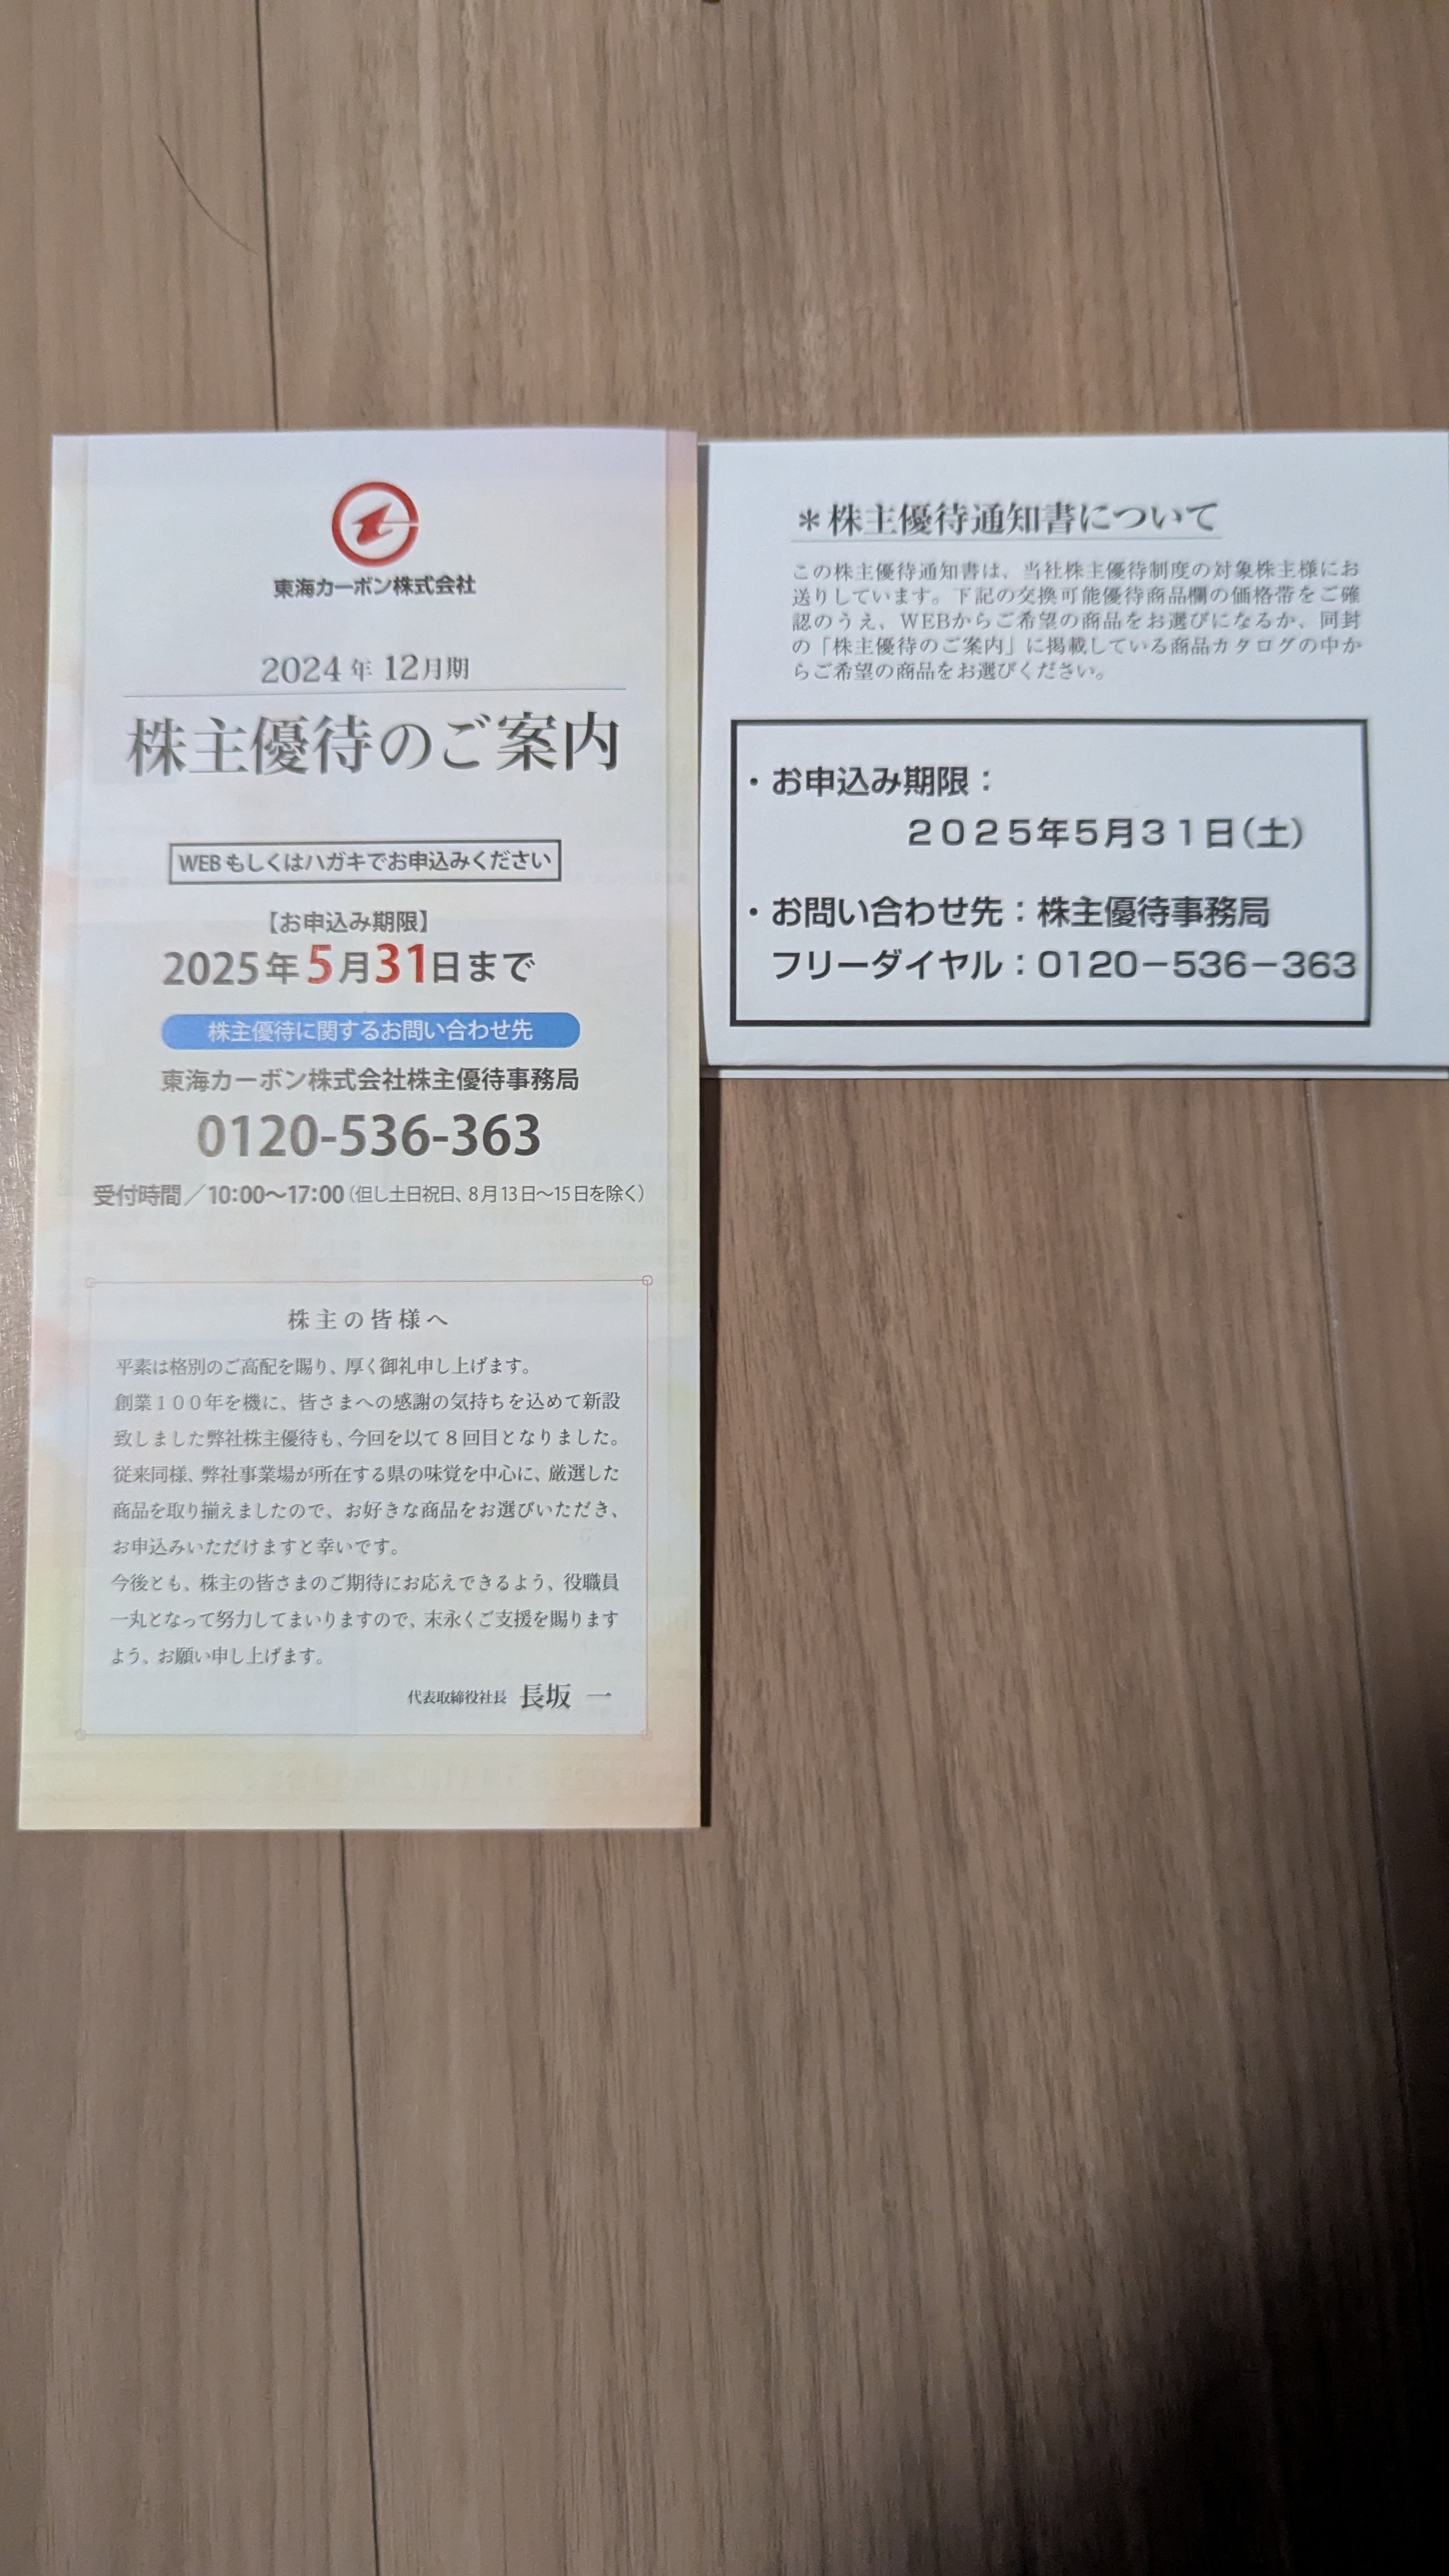 東海カーボン株式会社
2024年 12月期
株主優待のご案内
WEBもしくはハガキでお申込みください
【お申込み期限】
2025年5月31日まで
株主優待に関するお問い合わせ先
東海カーボン株式会社株主優待事務局
0120-536-363
受付時間／10:00〜17:00（但し土日祝日、8月13日〜15日を除く）
株主の皆様へ
平素は格別のご高配を賜り、厚く御礼申し上げます。
創業100年を機に、皆さまへの感謝の気持ちを込めて新設
致しました弊社株主優待も、今回を以て8回目となりました。
従来同様、弊社事業場が所在する県の味覚を中心に、厳選した
商品を取り揃えましたので、お好きな商品をお選びいただき、
お申込みいただけますと幸いです。
今後とも、株主の皆さまのご期待にお応えできるよう、役職員
一丸となって努力してまいりますので、末永くご支援を賜ります
よう、お願い申し上げます。
代表取締役社長 長坂 一
＊株主優待通知書について
この株主優待通知書は、当社株主優待制度の対象株主様にお
送りしています。下記の交換可能優待商品欄の価格帯をご確
認のうえ、WEBからご希望の商品をお選びになるか、同封
の「株主優待のご案内」に掲載している商品カタログの中か
らご希望の商品をお選びください。
・お申込み期限：
２０２５年５月３１日（土）
・お問い合わせ先：株主優待事務局
フリーダイヤル：０１２０－５３６－３６３